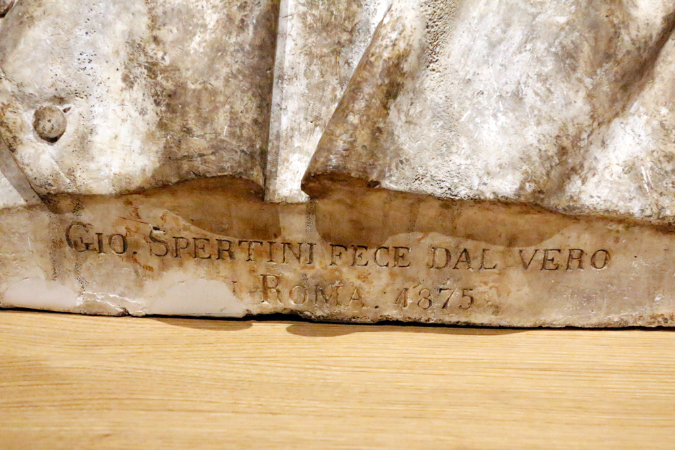 GIO. SPERTINI FECE DAL VERO
ROMA. 1875